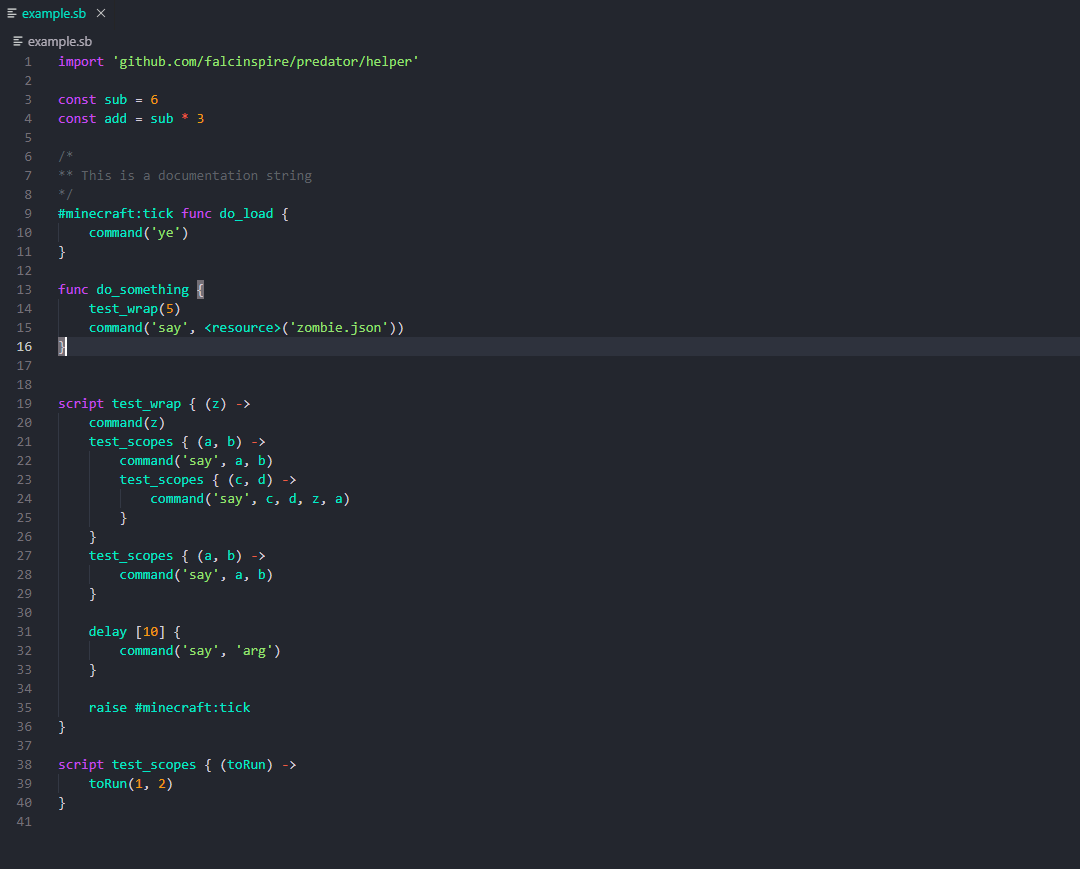 example.sb ×
example.sb
1 import 'github.com/falcinspire/predator/helper'
2
3 const sub = 6
4 const add = sub * 3
5
6 /*
7 ** This is a documentation string
8 */
9 #minecraft:tick func do_load {
10     command('ye')
11 }
12
13 func do_something {
14     test_wrap(5)
15     command('say', <resource>('zombie.json'))
16 }
17
18
19 script test_wrap { (z) ->
20     command(z)
21     test_scopes { (a, b) ->
22         command('say', a, b)
23         test_scopes { (c, d) ->
24             command('say', c, d, z, a)
25         }
26     }
27     test_scopes { (a, b) ->
28         command('say', a, b)
29     }
30
31     delay [10] {
32         command('say', 'arg')
33     }
34
35     raise #minecraft:tick
36 }
37
38 script test_scopes { (toRun) ->
39     toRun(1, 2)
40 }
41